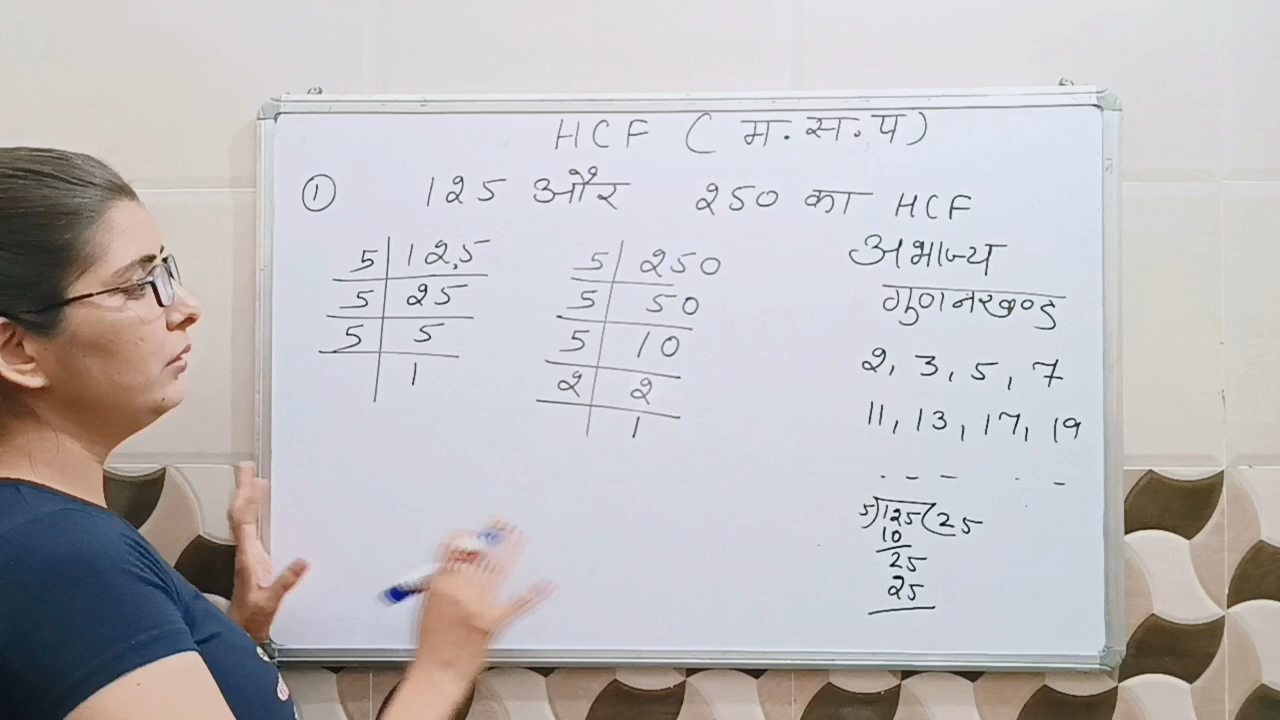 HCF ( म. स. प )
① 125 और 250 का HCF
5 | 125
5 | 25
5 | 5
| 1
5 | 250
5 | 50
5 | 10
2 | 2
| 1
अभाज्य
गुणनखण्ड
2, 3, 5, 7
11, 13, 17, 19
- - - - -
5)125(25
10
25
25